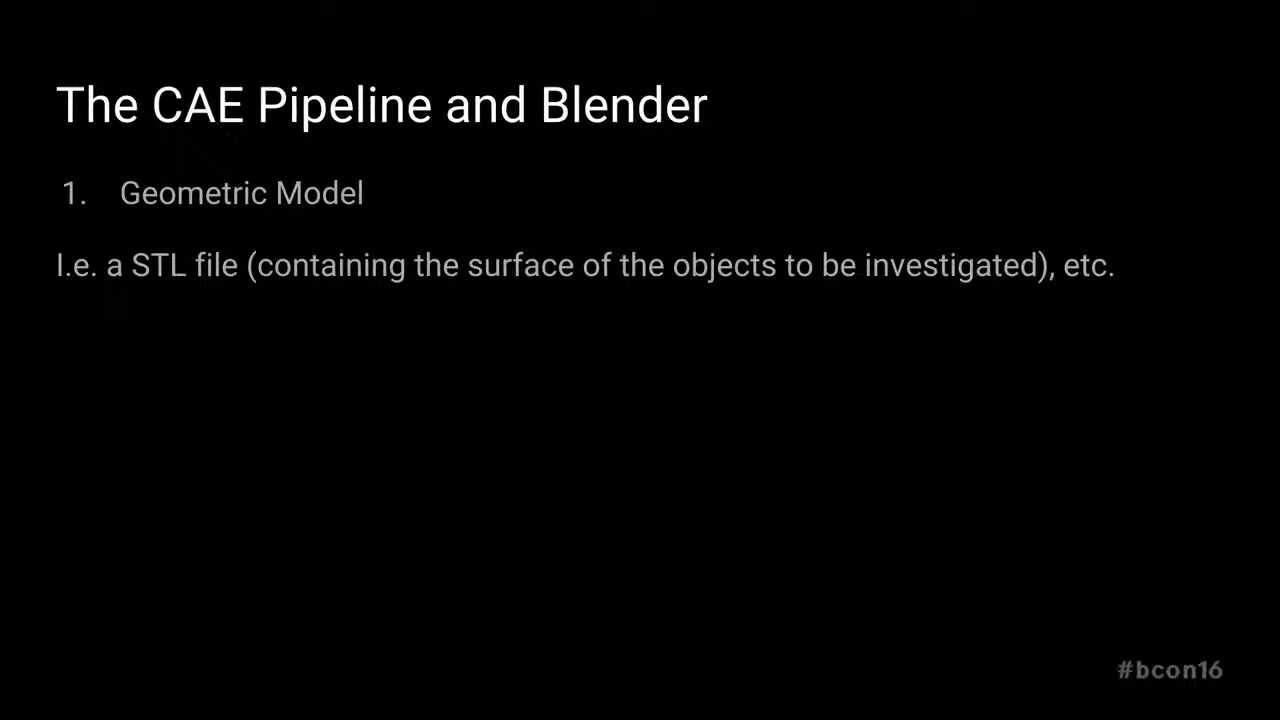 The CAE Pipeline and Blender
1. Geometric Model
I.e. a STL file (containing the surface of the objects to be investigated), etc.
#bcon16